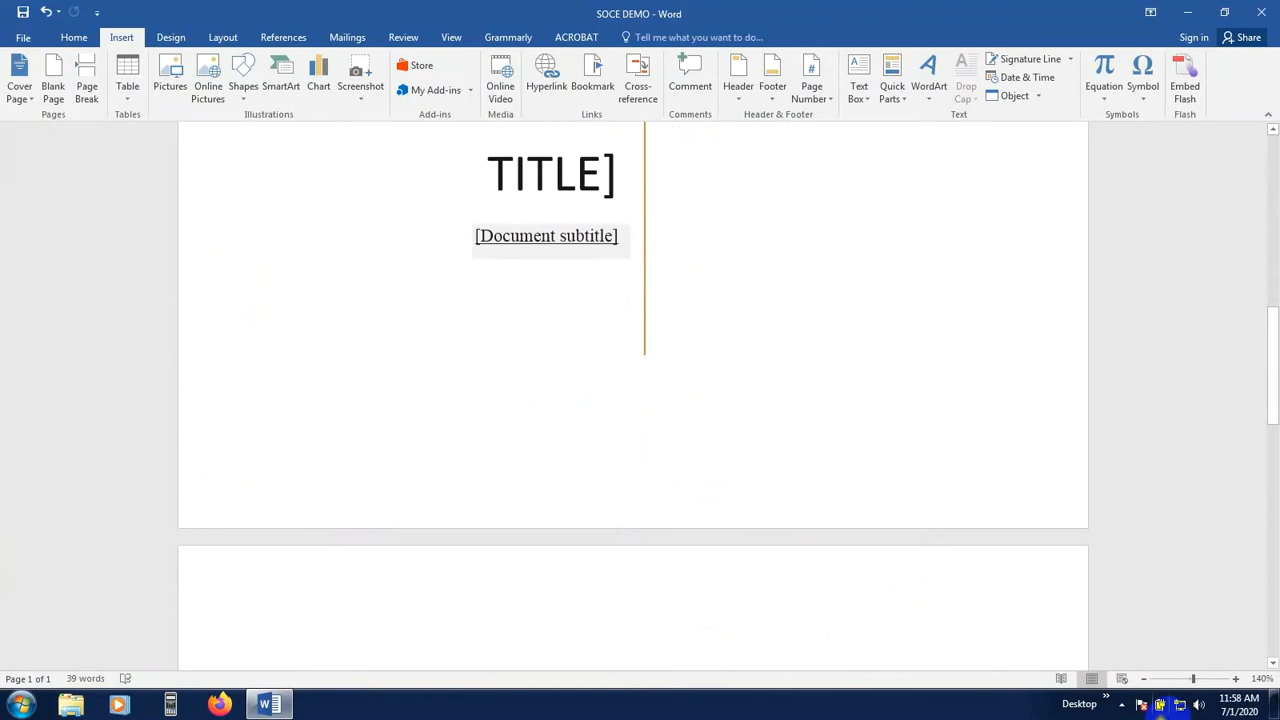 SOCE DEMO - Word
File Home Insert Design Layout References Mailings Review View Grammarly ACROBAT Tell me what you want to do... Sign in Share
Cover Page
Blank Page
Page Break
Table
Pictures
Online Pictures
Shapes
SmartArt
Chart
Screenshot
Store
My Add-ins
Online Video
Hyperlink
Bookmark
Cross-reference
Comment
Header
Footer
Page Number
Text Box
Quick Parts
WordArt
Drop Cap
Signature Line
Date & Time
Object
Equation
Symbol
Embed Flash
Pages Tables Illustrations Add-ins Media Links Comments Header & Footer Text Symbols Flash
TITLE]
[Document subtitle]
Page 1 of 1 39 words 140%
Desktop
11:58 AM
7/1/2020